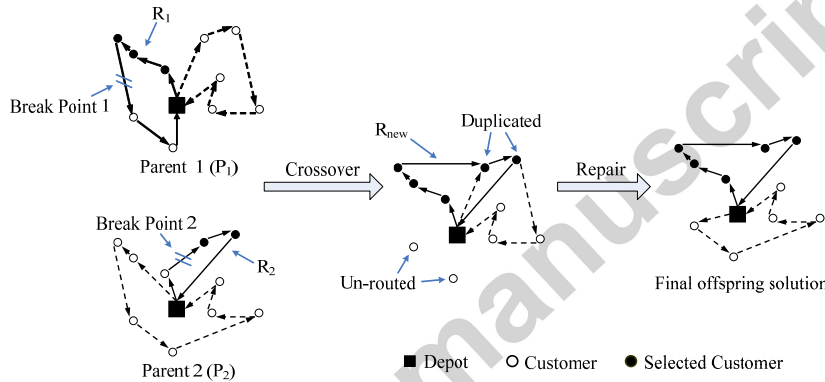 R1
Break Point 1
Parent 1 (P1)
Crossover
Break Point 2
R2
Parent 2 (P2)
Rnew
Duplicated
Un-routed
Repair
Final offspring solution
Depot
Customer
Selected Customer
manuscrip